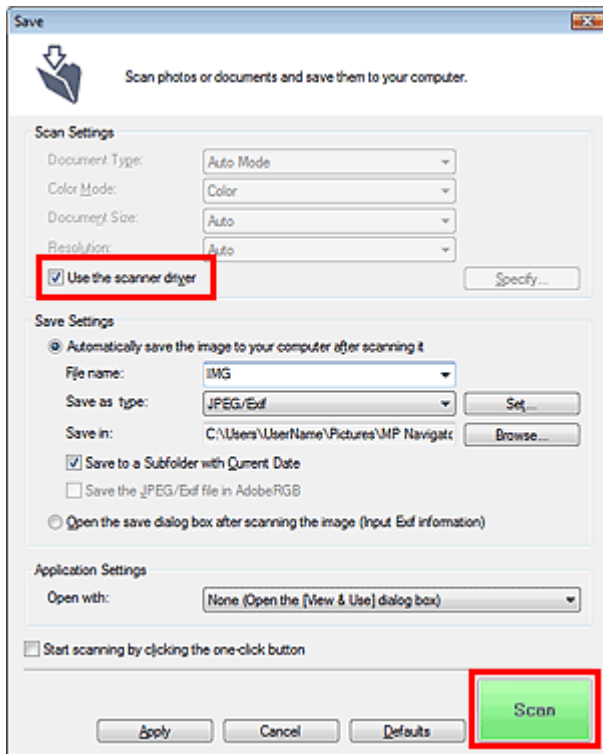 Save
Scan photos or documents and save them to your computer.
Scan Settings
Document Type: Auto Mode
Color Mode: Color
Document Size: Auto
Resolution: Auto
Use the scanner driver Specify...
Save Settings
Automatically save the image to your computer after scanning it
File name: IMG
Save as type: JPEG/Exif Set...
Save in: C:\Users\UserName\Pictures\MP Navigato Browse...
Save to a Subfolder with Current Date
Save the JPEG/Exif file in AdobeRGB
Open the save dialog box after scanning the image (Input Exif information)
Application Settings
Open with: None (Open the [View & Use] dialog box)
Start scanning by clicking the one-click button
Scan
Apply Cancel Defaults